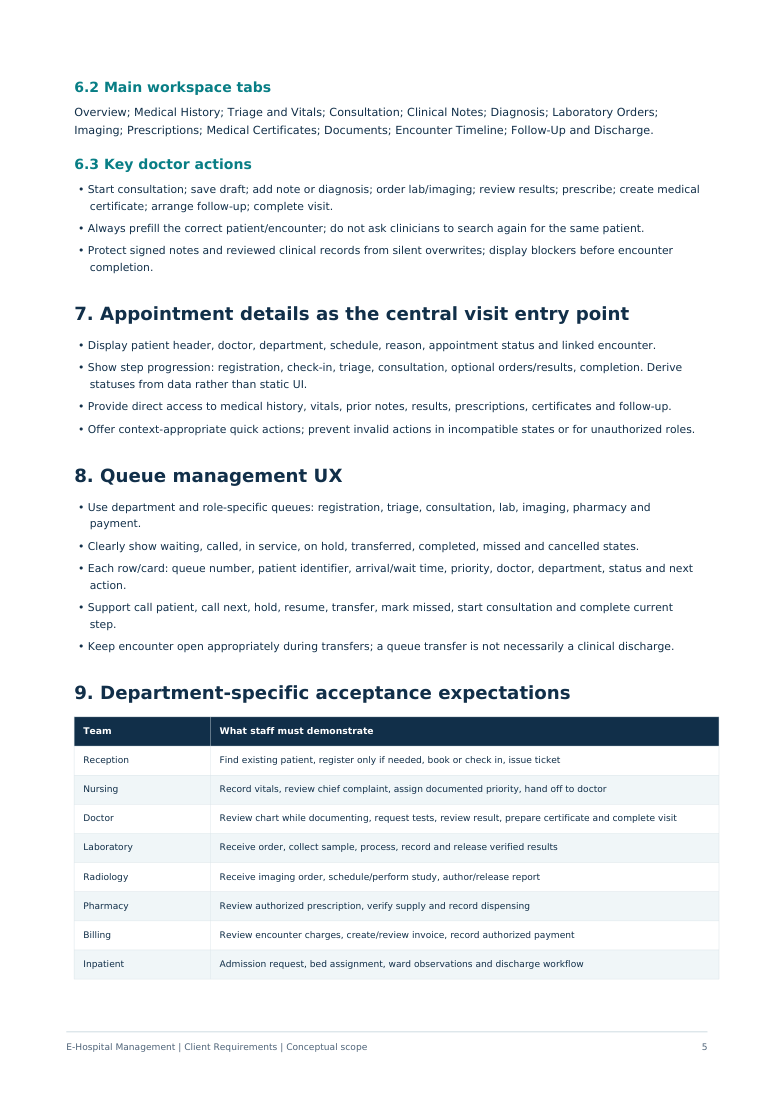 6.2 Main workspace tabs
Overview; Medical History; Triage and Vitals; Consultation; Clinical Notes; Diagnosis; Laboratory Orders;
Imaging; Prescriptions; Medical Certificates; Documents; Encounter Timeline; Follow-Up and Discharge.
6.3 Key doctor actions
• Start consultation; save draft; add note or diagnosis; order lab/imaging; review results; prescribe; create medical
certificate; arrange follow-up; complete visit.
• Always prefill the correct patient/encounter; do not ask clinicians to search again for the same patient.
• Protect signed notes and reviewed clinical records from silent overwrites; display blockers before encounter
completion.
7. Appointment details as the central visit entry point
• Display patient header, doctor, department, schedule, reason, appointment status and linked encounter.
• Show step progression: registration, check-in, triage, consultation, optional orders/results, completion. Derive
statuses from data rather than static UI.
• Provide direct access to medical history, vitals, prior notes, results, prescriptions, certificates and follow-up.
• Offer context-appropriate quick actions; prevent invalid actions in incompatible states or for unauthorized roles.
8. Queue management UX
• Use department and role-specific queues: registration, triage, consultation, lab, imaging, pharmacy and
payment.
• Clearly show waiting, called, in service, on hold, transferred, completed, missed and cancelled states.
• Each row/card: queue number, patient identifier, arrival/wait time, priority, doctor, department, status and next
action.
• Support call patient, call next, hold, resume, transfer, mark missed, start consultation and complete current
step.
• Keep encounter open appropriately during transfers; a queue transfer is not necessarily a clinical discharge.
9. Department-specific acceptance expectations
Team What staff must demonstrate
Reception Find existing patient, register only if needed, book or check in, issue ticket
Nursing Record vitals, review chief complaint, assign documented priority, hand off to doctor
Doctor Review chart while documenting, request tests, review result, prepare certificate and complete visit
Laboratory Receive order, collect sample, process, record and release verified results
Radiology Receive imaging order, schedule/perform study, author/release report
Pharmacy Review authorized prescription, verify supply and record dispensing
Billing Review encounter charges, create/review invoice, record authorized payment
Inpatient Admission request, bed assignment, ward observations and discharge workflow
E-Hospital Management | Client Requirements | Conceptual scope 5